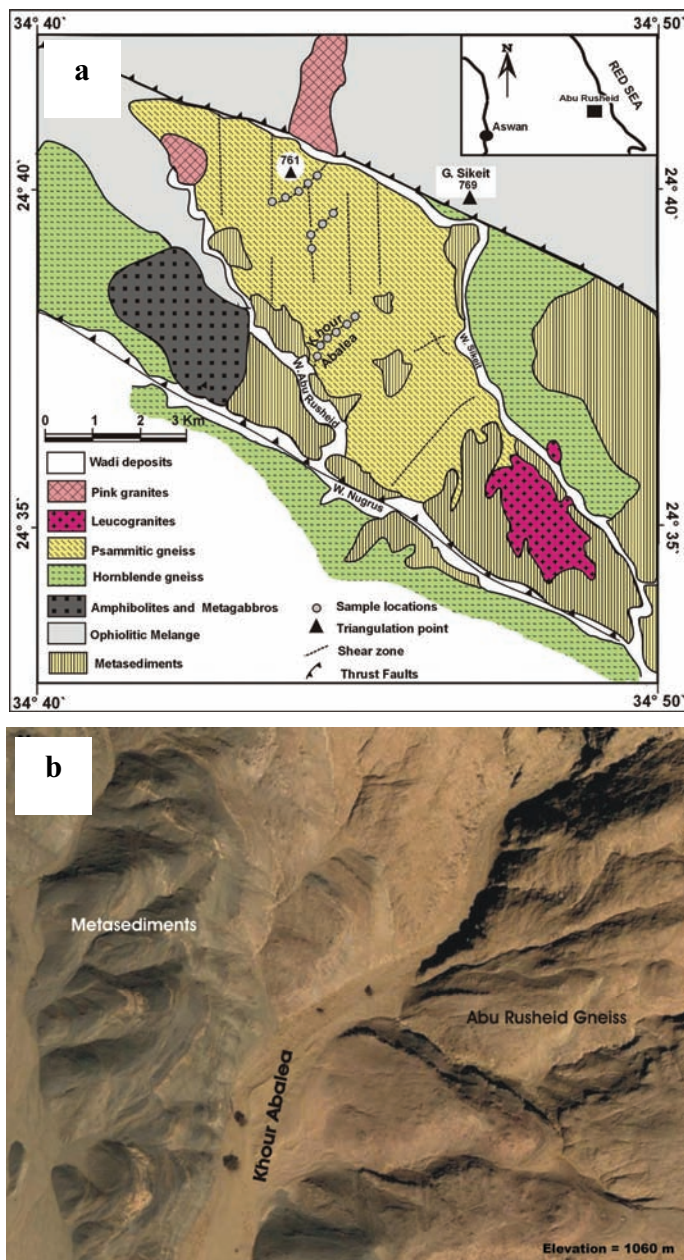 34° 40`
34° 50`
a
N
RED SEA
Abu Rusheid
Aswan
24° 40`
24° 40`
761
G. Sikeit
769
Khour
Abalea
W. Sikeit
W. Abu Rusheid
W. Nugrus
0 1 2 3 Km
24° 35`
24° 35`
Wadi deposits
Pink granites
Leucogranites
Psammitic gneiss
Hornblende gneiss
Amphibolites and Metagabbros
Ophiolitic Melange
Metasediments
Sample locations
Triangulation point
Shear zone
Thrust Faults
34° 40`
34° 50`
b
Metasediments
Abu Rusheid Gneiss
Khour Abalea
Elevation = 1060 m